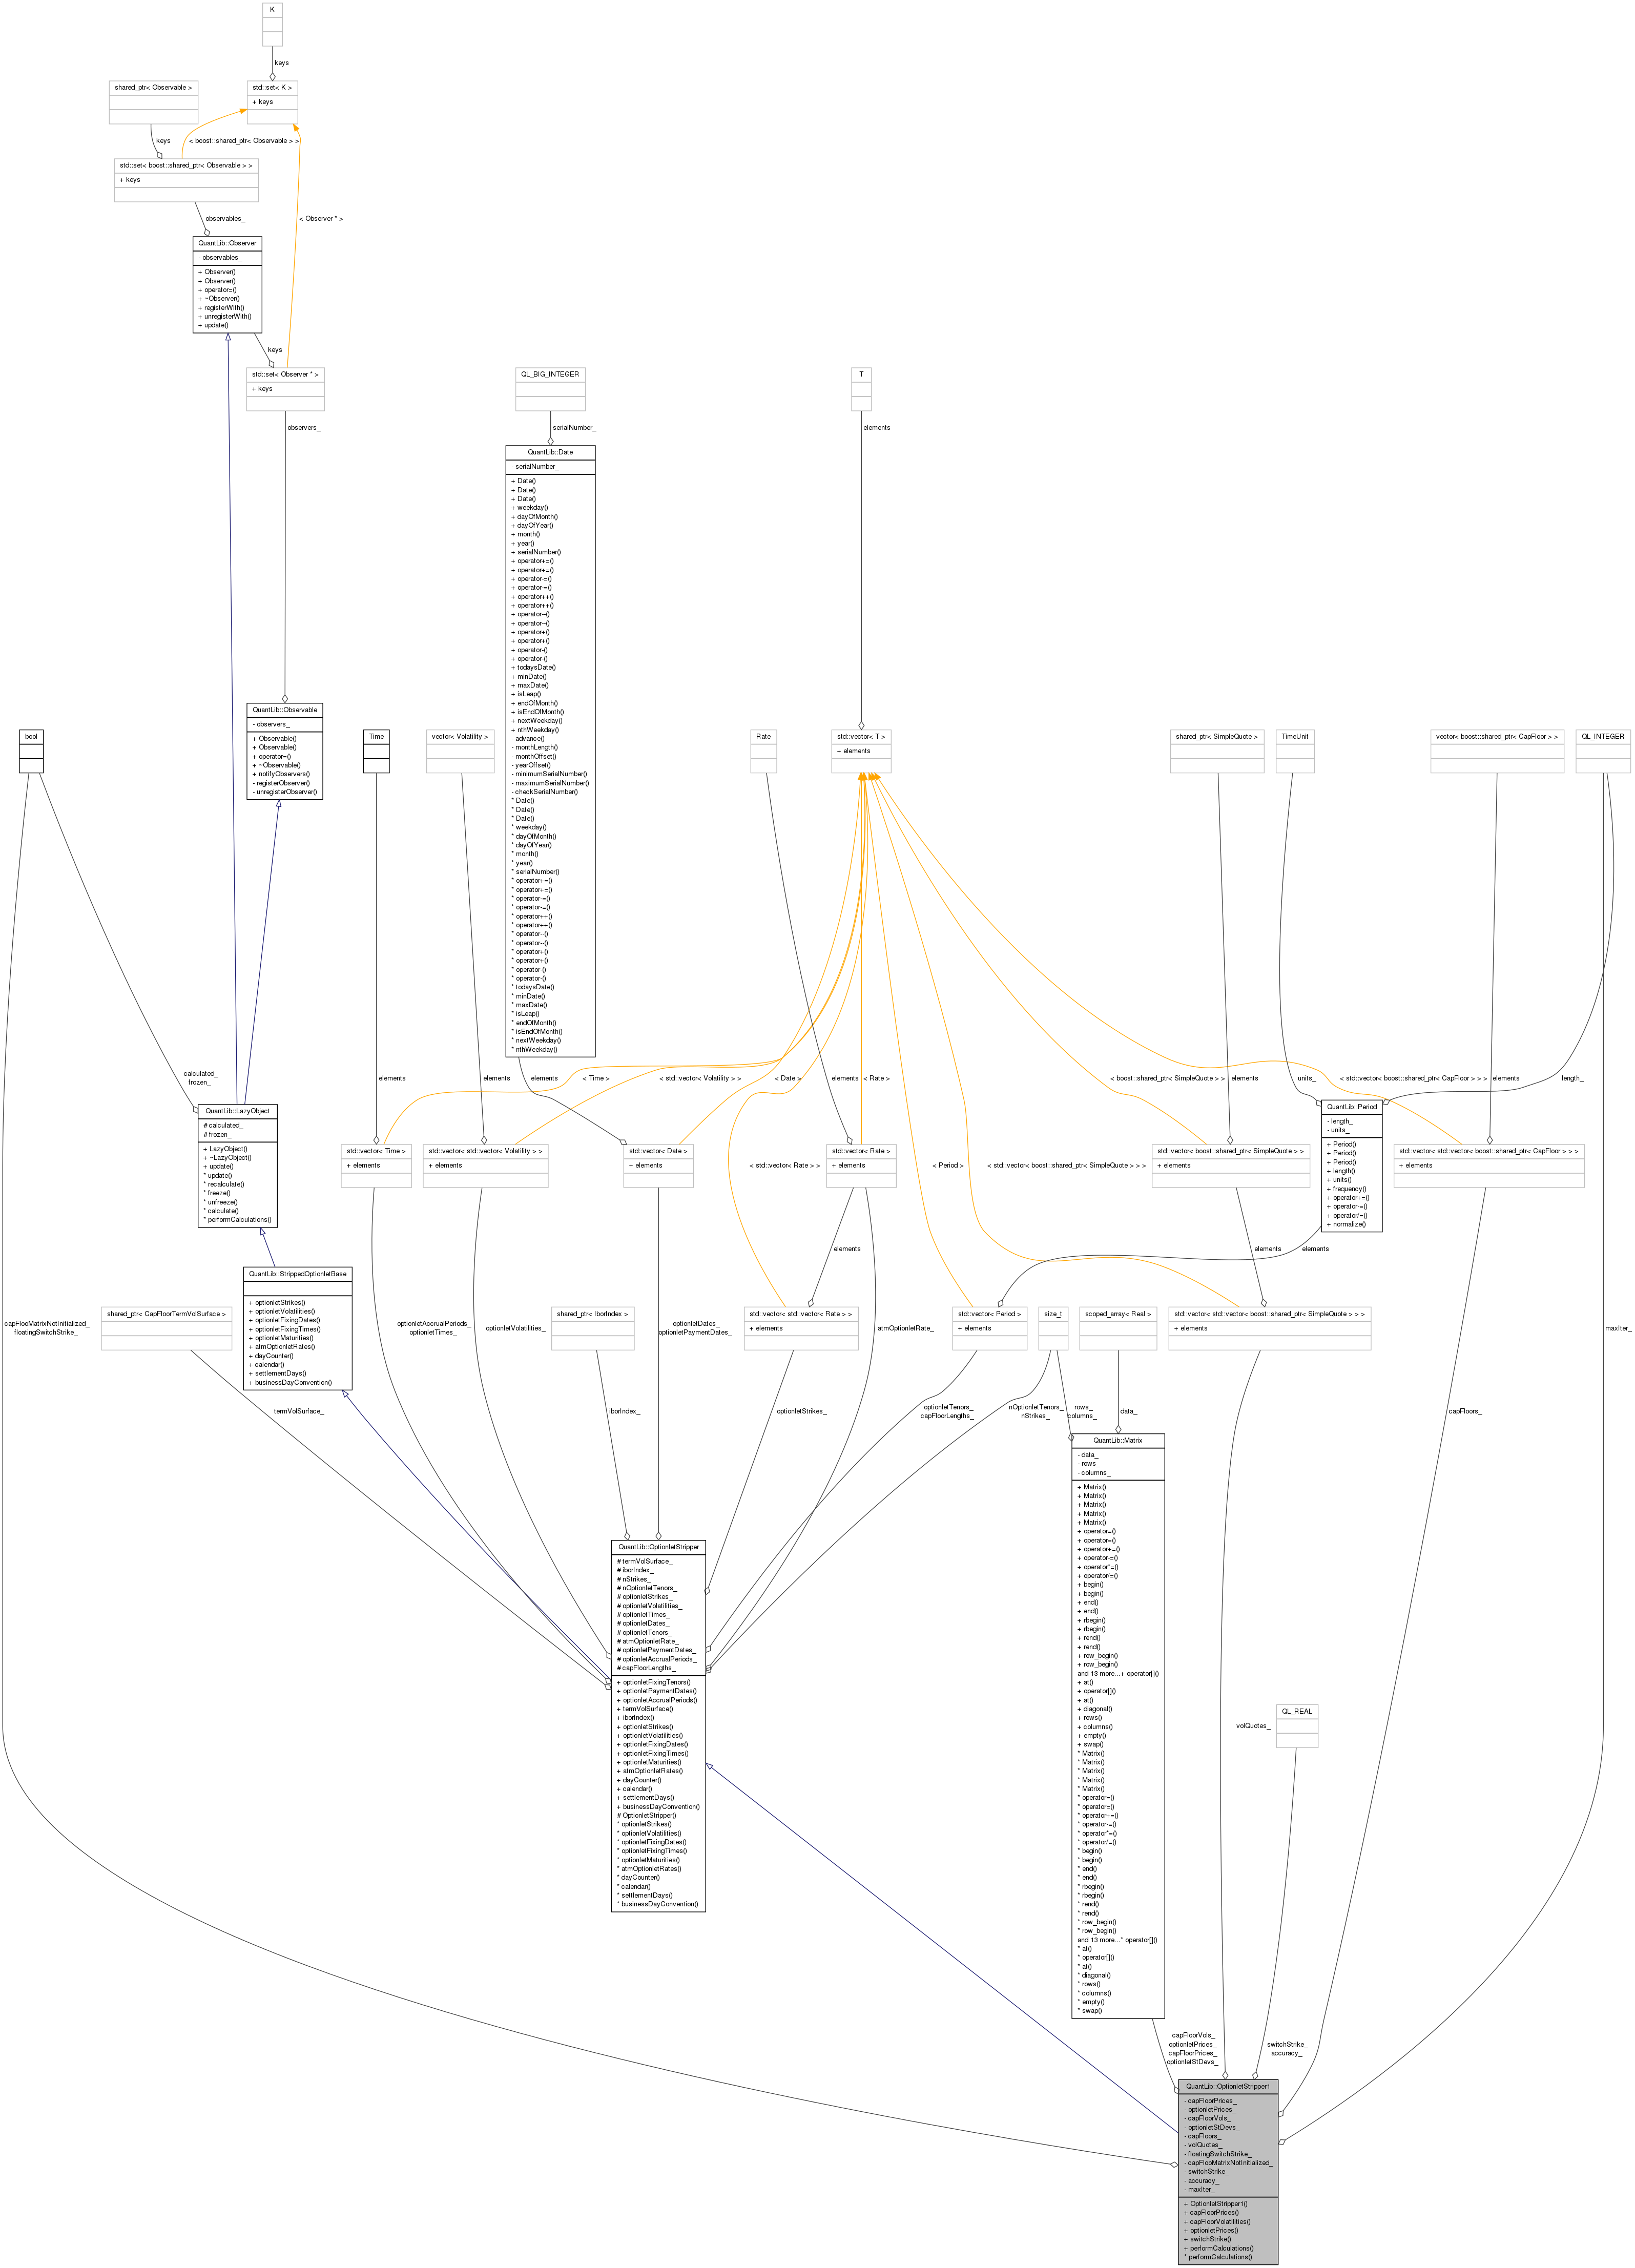 K
keys
shared_ptr< Observable >
std::set< K >
+ keys
keys
< boost::shared_ptr< Observable > >
std::set< boost::shared_ptr< Observable > >
+ keys
observables_
< Observer * >
QuantLib::Observer
- observables_
+ Observer()
+ Observer()
+ operator=()
+ ~Observer()
+ registerWith()
+ unregisterWith()
+ update()
keys
std::set< Observer * >
+ keys
QL_BIG_INTEGER
T
observers_
serialNumber_
elements
QuantLib::Date
- serialNumber_
+ Date()
+ Date()
+ Date()
+ weekday()
+ dayOfMonth()
+ dayOfYear()
+ month()
+ year()
+ serialNumber()
+ operator+=()
+ operator+=()
+ operator-=()
+ operator-=()
+ operator++()
+ operator++()
+ operator--()
+ operator--()
+ operator+()
+ operator+()
+ operator-()
+ operator-()
+ todaysDate()
+ minDate()
+ maxDate()
+ isLeap()
+ endOfMonth()
+ isEndOfMonth()
+ nextWeekday()
+ nthWeekday()
- advance()
- monthLength()
- monthOffset()
- yearOffset()
- minimumSerialNumber()
- maximumSerialNumber()
- checkSerialNumber()
* Date()
* Date()
* Date()
* weekday()
* dayOfMonth()
* dayOfYear()
* month()
* year()
* serialNumber()
* operator+=()
* operator+=()
* operator-=()
* operator-=()
* operator++()
* operator++()
* operator--()
* operator--()
* operator+()
* operator+()
* operator-()
* operator-()
* todaysDate()
* minDate()
* maxDate()
* isLeap()
* endOfMonth()
* isEndOfMonth()
* nextWeekday()
* nthWeekday()
QuantLib::Observable
- observers_
+ Observable()
+ Observable()
+ operator=()
+ ~Observable()
+ notifyObservers()
- registerObserver()
- unregisterObserver()
bool
Time
vector< Volatility >
Rate
std::vector< T >
+ elements
shared_ptr< SimpleQuote >
TimeUnit
vector< boost::shared_ptr< CapFloor > >
QL_INTEGER
calculated_
frozen_
elements
elements
elements
< Time >
< std::vector< Volatility > >
< Date >
elements
< Rate >
< boost::shared_ptr< SimpleQuote > >
elements
units_
< std::vector< boost::shared_ptr< CapFloor > > >
elements
length_
QuantLib::LazyObject
# calculated_
# frozen_
+ LazyObject()
+ ~LazyObject()
+ update()
* update()
* recalculate()
* freeze()
* unfreeze()
* calculate()
* performCalculations()
std::vector< Time >
+ elements
std::vector< std::vector< Volatility > >
+ elements
std::vector< Date >
+ elements
< std::vector< Rate > >
std::vector< Rate >
+ elements
< Period >
< std::vector< boost::shared_ptr< SimpleQuote > > >
std::vector< boost::shared_ptr< SimpleQuote > >
+ elements
QuantLib::Period
- length_
- units_
+ Period()
+ Period()
+ Period()
+ length()
+ units()
+ frequency()
+ operator+=()
+ operator-=()
+ operator/=()
+ normalize()
std::vector< std::vector< boost::shared_ptr< CapFloor > > >
+ elements
elements
elements
elements
capFlooMatrixNotInitialized_
floatingSwitchStrike_
shared_ptr< CapFloorTermVolSurface >
QuantLib::StrippedOptionletBase
+ optionletStrikes()
+ optionletVolatilities()
+ optionletFixingDates()
+ optionletFixingTimes()
+ optionletMaturities()
+ atmOptionletRates()
+ dayCounter()
+ calendar()
+ settlementDays()
+ businessDayConvention()
optionletAccrualPeriods_
optionletTimes_
optionletVolatilities_
shared_ptr< IborIndex >
optionletDates_
optionletPaymentDates_
std::vector< std::vector< Rate > >
+ elements
atmOptionletRate_
std::vector< Period >
+ elements
size_t
scoped_array< Real >
std::vector< std::vector< boost::shared_ptr< SimpleQuote > > >
+ elements
maxIter_
termVolSurface_
iborIndex_
optionletStrikes_
optionletTenors_
capFloorLengths_
nOptionletTenors_
nStrikes_
rows_
columns_
data_
capFloors_
QuantLib::Matrix
- data_
- rows_
- columns_
+ Matrix()
+ Matrix()
+ Matrix()
+ Matrix()
+ Matrix()
+ operator=()
+ operator=()
+ operator+=()
+ operator-=()
+ operator*=()
+ operator/=()
+ begin()
+ begin()
+ end()
+ end()
+ rbegin()
+ rbegin()
+ rend()
+ rend()
+ row_begin()
+ row_begin()
and 13 more...+ operator[]()
+ at()
+ operator[]()
+ at()
+ diagonal()
+ rows()
+ columns()
+ empty()
+ swap()
* Matrix()
* Matrix()
* Matrix()
* Matrix()
* Matrix()
* operator=()
* operator=()
* operator+=()
* operator-=()
* operator*=()
* operator/=()
* begin()
* begin()
* end()
* end()
* rbegin()
* rbegin()
* rend()
* rend()
* row_begin()
* row_begin()
and 13 more...* operator[]()
* at()
* operator[]()
* at()
* diagonal()
* rows()
* columns()
* empty()
* swap()
QuantLib::OptionletStripper
# termVolSurface_
# iborIndex_
# nStrikes_
# nOptionletTenors_
# optionletStrikes_
# optionletVolatilities_
# optionletTimes_
# optionletDates_
# optionletTenors_
# atmOptionletRate_
# optionletPaymentDates_
# optionletAccrualPeriods_
# capFloorLengths_
+ optionletFixingTenors()
+ optionletPaymentDates()
+ optionletAccrualPeriods()
+ termVolSurface()
+ iborIndex()
+ optionletStrikes()
+ optionletVolatilities()
+ optionletFixingDates()
+ optionletFixingTimes()
+ optionletMaturities()
+ atmOptionletRates()
+ dayCounter()
+ calendar()
+ settlementDays()
+ businessDayConvention()
# OptionletStripper()
* optionletStrikes()
* optionletVolatilities()
* optionletFixingDates()
* optionletFixingTimes()
* optionletMaturities()
* atmOptionletRates()
* dayCounter()
* calendar()
* settlementDays()
* businessDayConvention()
volQuotes_
QL_REAL
capFloorVols_
optionletPrices_
capFloorPrices_
optionletStDevs_
switchStrike_
accuracy_
QuantLib::OptionletStripper1
- capFloorPrices_
- optionletPrices_
- capFloorVols_
- optionletStDevs_
- capFloors_
- volQuotes_
- floatingSwitchStrike_
- capFlooMatrixNotInitialized_
- switchStrike_
- accuracy_
- maxIter_
+ OptionletStripper1()
+ capFloorPrices()
+ capFloorVolatilities()
+ optionletPrices()
+ switchStrike()
+ performCalculations()
* performCalculations()